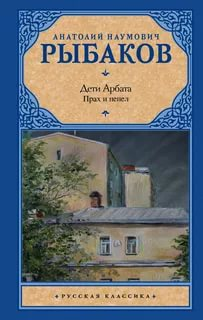 АНАТОЛИЙ НАУМОВИЧ
РЫБАКОВ
Дети Арбата
Прах и пепел
РУССКАЯ КЛАССИКА